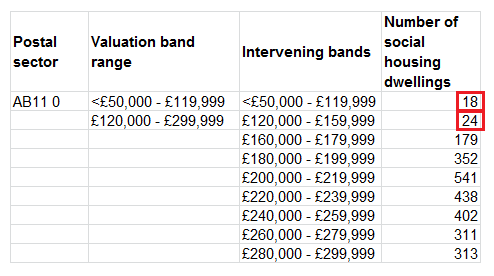 Postal sector Valuation band range Intervening bands Number of social housing dwellings
AB11 0 <£50,000 - £119,999 <£50,000 - £119,999 18
£120,000 - £299,999 £120,000 - £159,999 24
£160,000 - £179,999 179
£180,000 - £199,999 352
£200,000 - £219,999 541
£220,000 - £239,999 438
£240,000 - £259,999 402
£260,000 - £279,999 311
£280,000 - £299,999 313